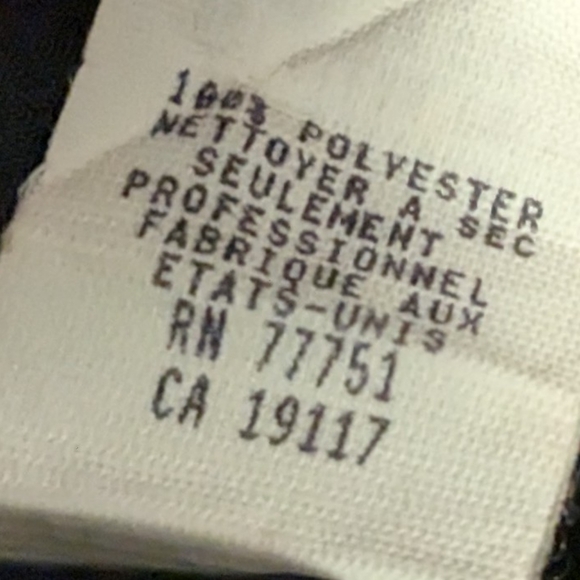 100% POLYESTER
NETTOYER A SEC
SEULEMENT
PROFESSIONNEL
FABRIQUE AUX
ETATS-UNIS
RN 77751
CA 19117